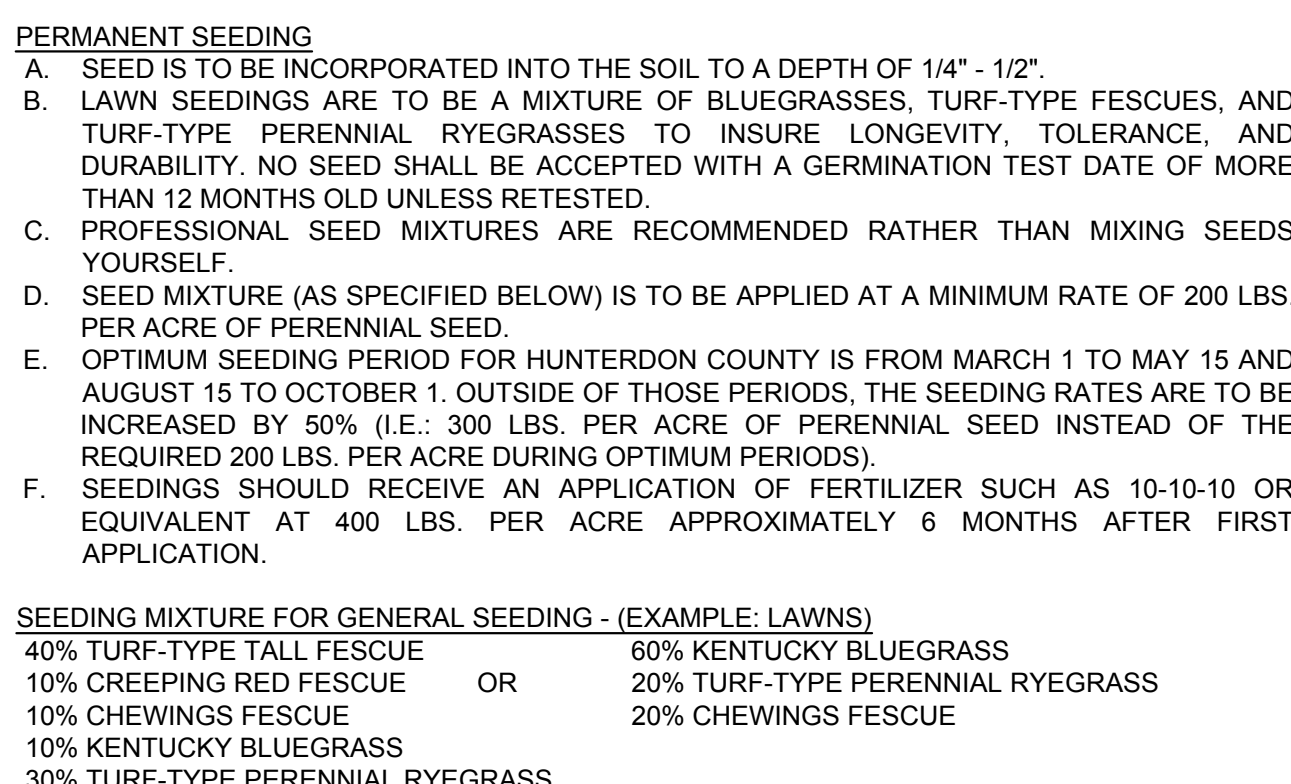 PERMANENT SEEDING
A. SEED IS TO BE INCORPORATED INTO THE SOIL TO A DEPTH OF 1/4" - 1/2".
B. LAWN SEEDINGS ARE TO BE A MIXTURE OF BLUEGRASSES, TURF-TYPE FESCUES, AND
TURF-TYPE PERENNIAL RYEGRASSES TO INSURE LONGEVITY, TOLERANCE, AND
DURABILITY. NO SEED SHALL BE ACCEPTED WITH A GERMINATION TEST DATE OF MORE
THAN 12 MONTHS OLD UNLESS RETESTED.
C. PROFESSIONAL SEED MIXTURES ARE RECOMMENDED RATHER THAN MIXING SEEDS
YOURSELF.
D. SEED MIXTURE (AS SPECIFIED BELOW) IS TO BE APPLIED AT A MINIMUM RATE OF 200 LBS.
PER ACRE OF PERENNIAL SEED.
E. OPTIMUM SEEDING PERIOD FOR HUNTERDON COUNTY IS FROM MARCH 1 TO MAY 15 AND
AUGUST 15 TO OCTOBER 1. OUTSIDE OF THOSE PERIODS, THE SEEDING RATES ARE TO BE
INCREASED BY 50% (I.E.: 300 LBS. PER ACRE OF PERENNIAL SEED INSTEAD OF THE
REQUIRED 200 LBS. PER ACRE DURING OPTIMUM PERIODS).
F. SEEDINGS SHOULD RECEIVE AN APPLICATION OF FERTILIZER SUCH AS 10-10-10 OR
EQUIVALENT AT 400 LBS. PER ACRE APPROXIMATELY 6 MONTHS AFTER FIRST
APPLICATION.
SEEDING MIXTURE FOR GENERAL SEEDING - (EXAMPLE: LAWNS)
40% TURF-TYPE TALL FESCUE 60% KENTUCKY BLUEGRASS
10% CREEPING RED FESCUE OR 20% TURF-TYPE PERENNIAL RYEGRASS
10% CHEWINGS FESCUE 20% CHEWINGS FESCUE
10% KENTUCKY BLUEGRASS
30% TURF-TYPE PERENNIAL RYEGRASS